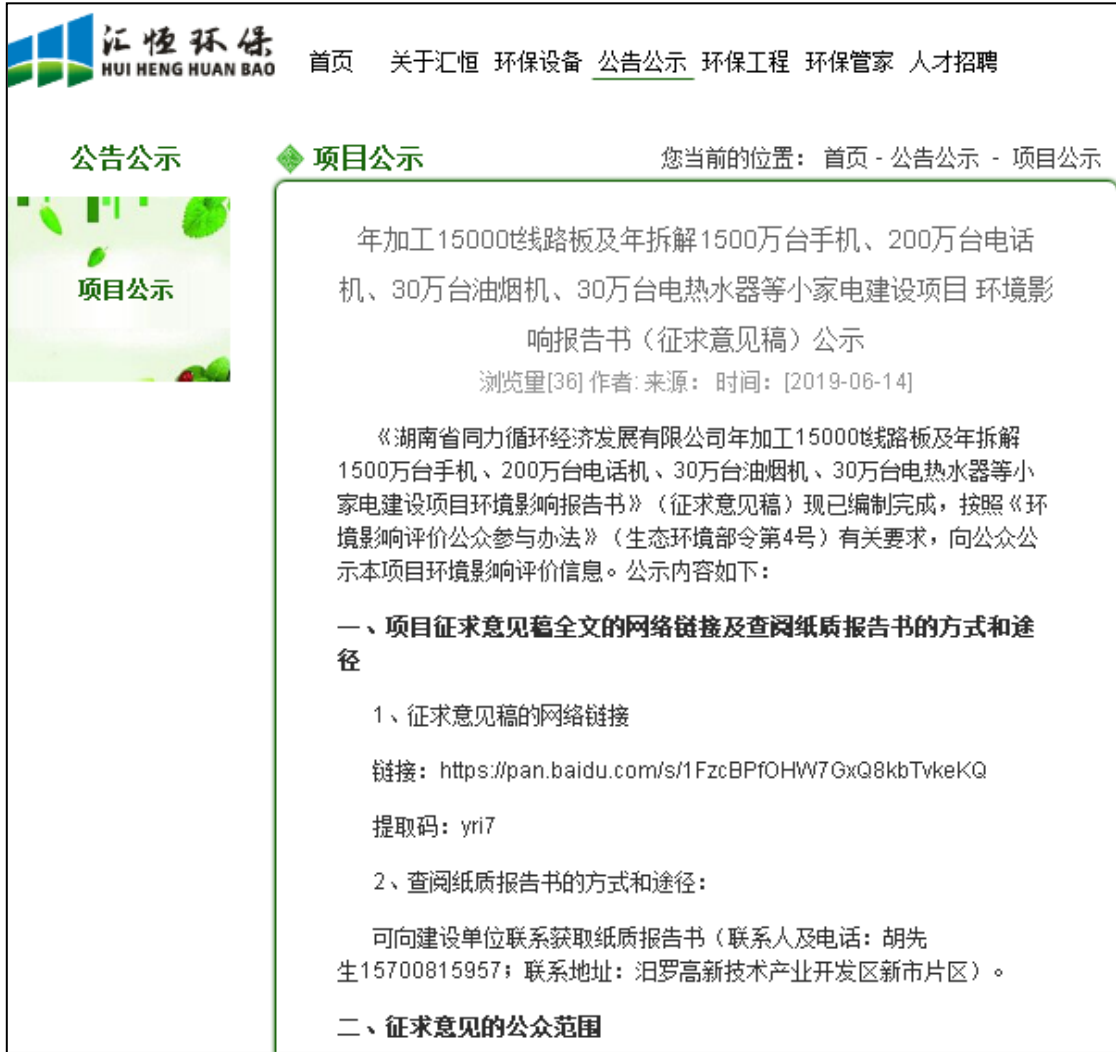 汇恒环保
HUI HENG HUAN BAO
首页 关于汇恒 环保设备 公告公示 环保工程 环保管家 人才招聘
公告公示
项目公示
您当前的位置： 首页 - 公告公示 - 项目公示
项目公示
年加工15000t线路板及年拆解1500万台手机、200万台电话
机、30万台油烟机、30万台电热水器等小家电建设项目 环境影
响报告书（征求意见稿）公示
浏览量[36] 作者: 来源： 时间：[2019-06-14]
《湖南省同力循环经济发展有限公司年加工15000t线路板及年拆解
1500万台手机、200万台电话机、30万台油烟机、30万台电热水器等小
家电建设项目环境影响报告书》（征求意见稿）现已编制完成，按照《环
境影响评价公众参与办法》（生态环境部令第4号）有关要求，向公众公
示本项目环境影响评价信息。公示内容如下：
一、项目征求意见稿全文的网络链接及查阅纸质报告书的方式和途
径
1、征求意见稿的网络链接
链接：https://pan.baidu.com/s/1FzcBPfOHW7GxQ8kbTvkeKQ
提取码：yri7
2、查阅纸质报告书的方式和途径：
可向建设单位联系获取纸质报告书（联系人及电话：胡先
生15700815957；联系地址：汨罗高新技术产业开发区新市片区）。
二、征求意见的公众范围